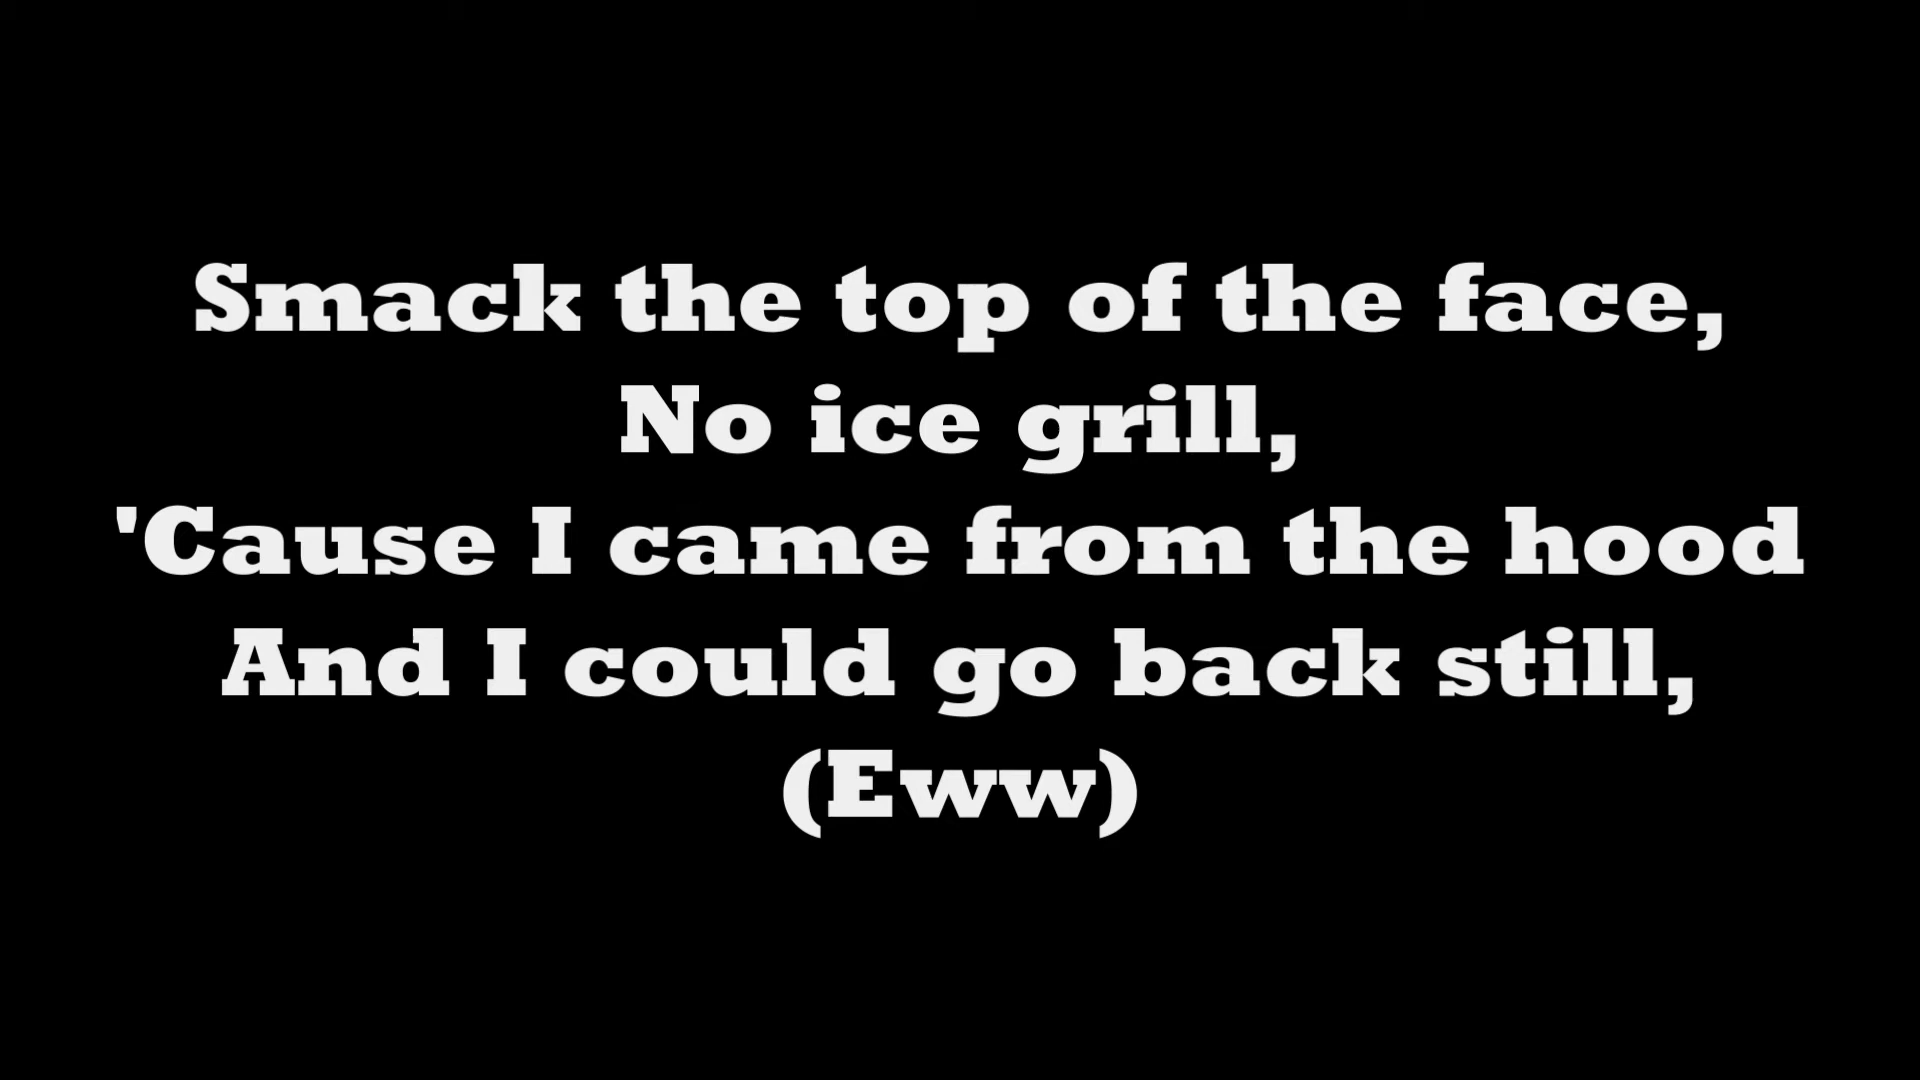 Smack the top of the face,
No ice grill,
'Cause I came from the hood
And I could go back still,
(Eww)